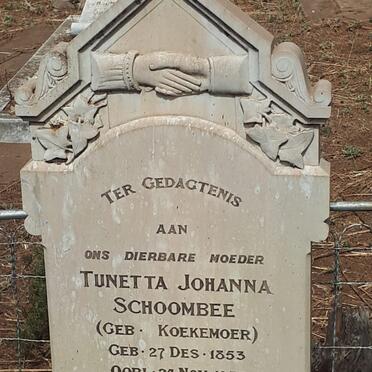 TER GEDAGTENIS
AAN
ONS DIERBARE MOEDER
TUNETTA JOHANNA
SCHOOMBEE
(GEB. KOEKEMOER)
GEB. 27 DES. 1853